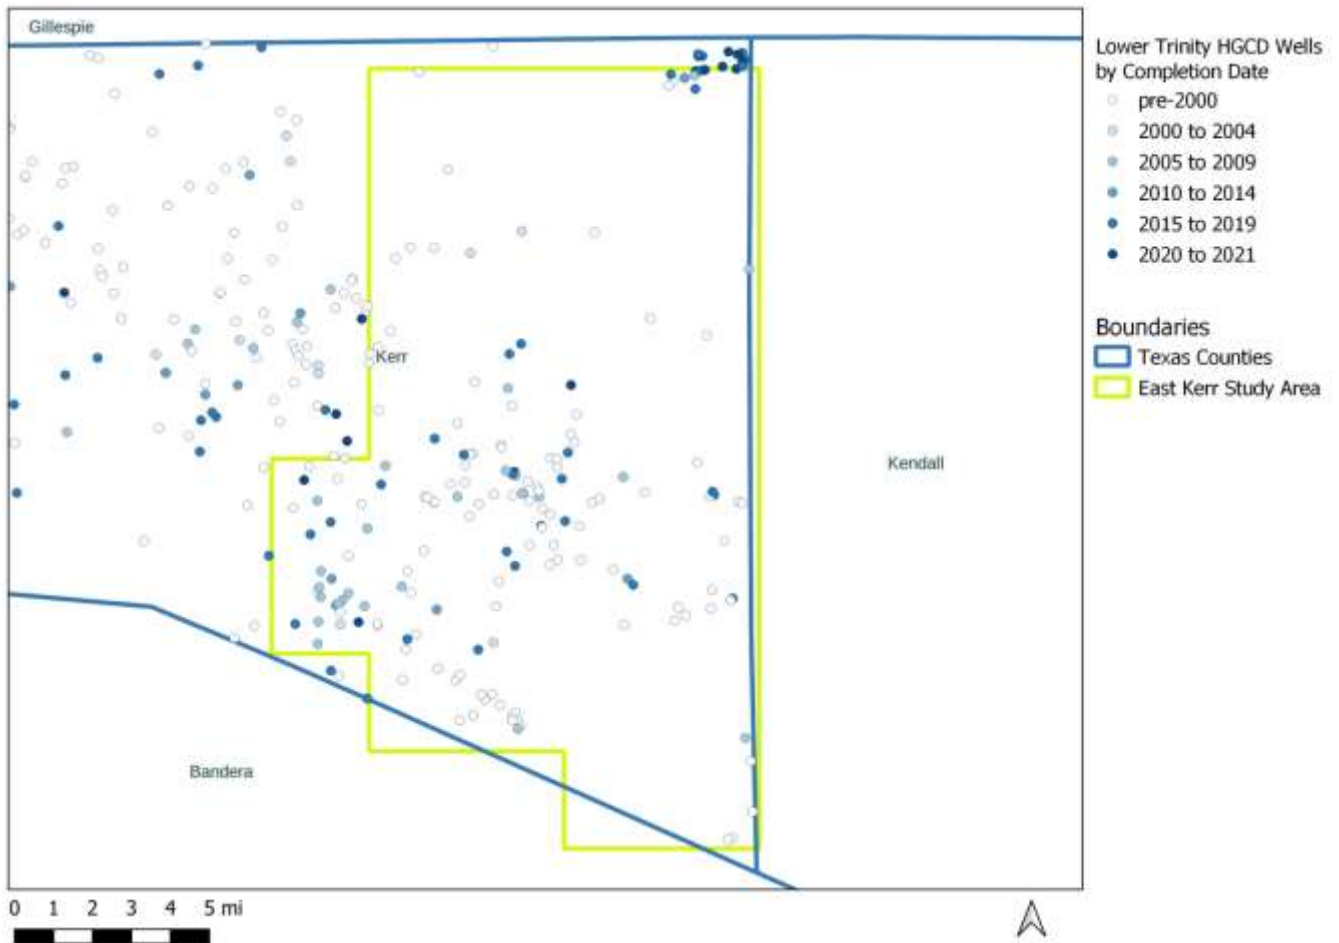 Gillespie
Kerr
Kendall
Bandera
Lower Trinity HGCD Wells
by Completion Date
pre-2000
2000 to 2004
2005 to 2009
2010 to 2014
2015 to 2019
2020 to 2021
Boundaries
Texas Counties
East Kerr Study Area
0 1 2 3 4 5 mi